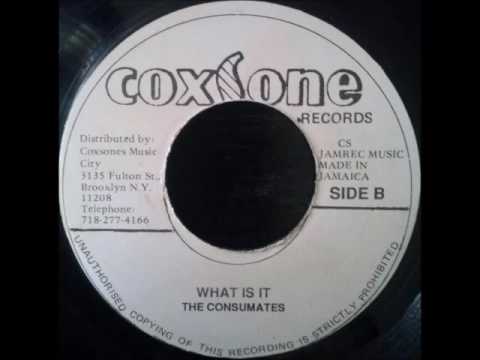 coxsone
RECORDS
Distributed by:
Coxsones Music
City
3135 Fulton St.,
Brooklyn N.Y.
11208
Telephone:
718-277-4166
CS
JAMREC MUSIC
MADE IN
JAMAICA
SIDE B
WHAT IS IT
THE CONSUMATES
UNAUTHORISED COPYING OF THIS RECORDING IS STRICTLY PROHIBITED